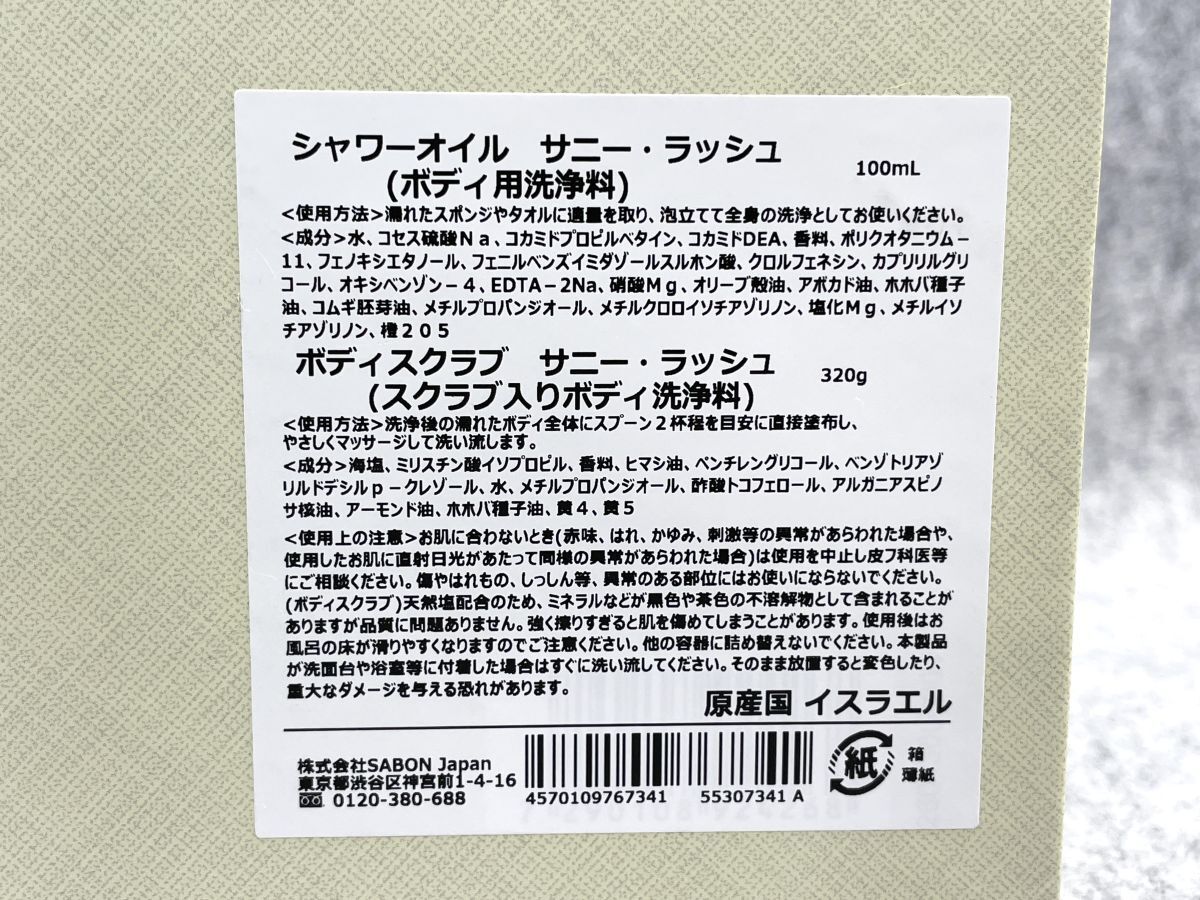 シャワーオイル　サニー・ラッシュ　100mL
(ボディ用洗浄料)
<使用方法>濡れたスポンジやタオルに適量を取り、泡立てて全身の洗浄としてお使いください。
<成分>水、コセス硫酸Ｎａ、コカミドプロピルベタイン、コカミドDEA、香料、ポリクオタニウム－
11、フェノキシエタノール、フェニルベンズイミダゾールスルホン酸、クロルフェネシン、カプリリルグリ
コール、オキシベンゾン－４、EDTA－2Na、硝酸Ｍｇ、オリーブ殻油、アボカド油、ホホバ種子
油、コムギ胚芽油、メチルプロパンジオール、メチルクロロイソチアゾリノン、塩化Ｍｇ、メチルイソ
チアゾリノン、橙２０５
ボディスクラブ　サニー・ラッシュ　320g
(スクラブ入りボディ洗浄料)
<使用方法>洗浄後の濡れたボディ全体にスプーン２杯程を目安に直接塗布し、
やさしくマッサージして洗い流します。
<成分>海塩、ミリスチン酸イソプロピル、香料、ヒマシ油、ペンチレングリコール、ベンゾトリアゾ
リルドデシルｐ－クレゾール、水、メチルプロパンジオール、酢酸トコフェロール、アルガニアスピノ
サ核油、アーモンド油、ホホバ種子油、黄４、黄５
<使用上の注意>お肌に合わないとき(赤味、はれ、かゆみ、刺激等の異常があらわれた場合や、
使用したお肌に直射日光があたって同様の異常があらわれた場合)は使用を中止し皮フ科医等
にご相談ください。傷やはれもの、しっしん等、異常のある部位にはお使いにならないでください。
(ボディスクラブ)天然塩配合のため、ミネラルなどが黒色や茶色の不溶解物として含まれることが
ありますが品質に問題ありません。強く擦りすぎると肌を傷めてしまうことがあります。使用後はお
風呂の床が滑りやすくなりますのでご注意ください。他の容器に詰め替えないでください。本製品
が洗面台や浴室等に付着した場合はすぐに洗い流してください。そのまま放置すると変色したり、
重大なダメージを与える恐れがあります。
原産国 イスラエル
株式会社SABON Japan
東京都渋谷区神宮前1-4-16
0120-380-688
4570109767341　55307341 A
紙
箱
薄紙